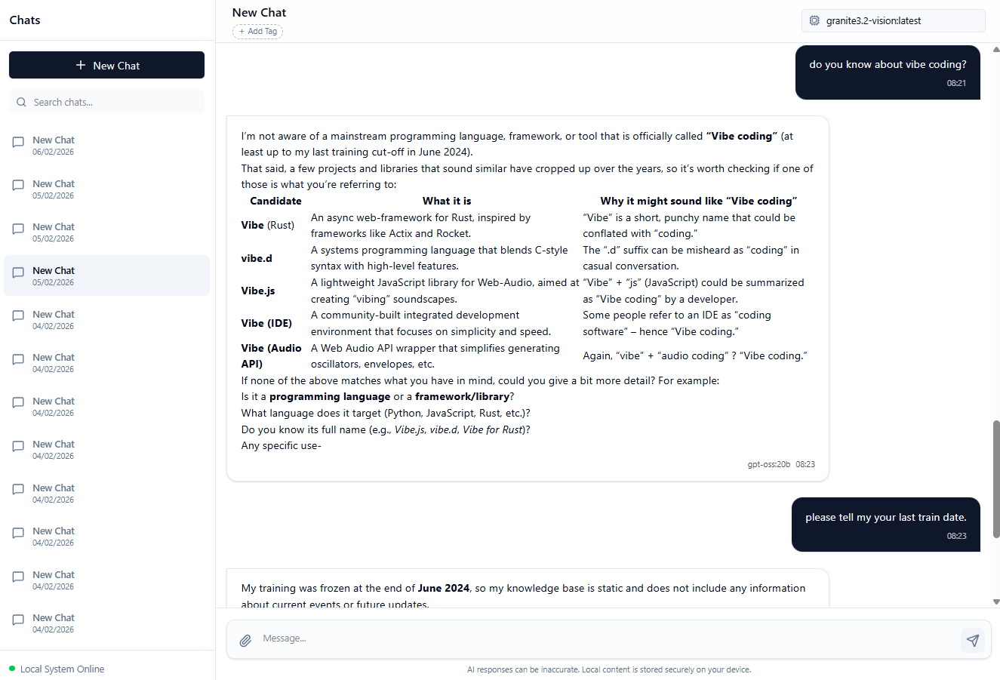 Chats
New Chat
Search chats...
New Chat
06/02/2026
New Chat
05/02/2026
New Chat
05/02/2026
New Chat
05/02/2026
New Chat
04/02/2026
New Chat
04/02/2026
New Chat
04/02/2026
New Chat
04/02/2026
New Chat
04/02/2026
New Chat
04/02/2026
New Chat
04/02/2026
New Chat
04/02/2026
Local System Online
New Chat
+ Add Tag
granite3.2-vision:latest
do you know about vibe coding?
08:21
I’m not aware of a mainstream programming language, framework, or tool that is officially called “Vibe coding” (at
least up to my last training cut-off in June 2024).
That said, a few projects and libraries that sound similar have cropped up over the years, so it’s worth checking if one of
those is what you’re referring to:
Candidate What it is Why it might sound like “Vibe coding”
Vibe (Rust)
An async web-framework for Rust, inspired by
frameworks like Actix and Rocket.
“Vibe” is a short, punchy name that could be
conflated with “coding.”
vibe.d
A systems programming language that blends C-style
syntax with high-level features.
The “.d” suffix can be misheard as “coding” in
casual conversation.
Vibe.js
A lightweight JavaScript library for Web-Audio, aimed at
creating “vibing” soundscapes.
“Vibe” + “js” (JavaScript) could be summarized
as “Vibe coding” by a developer.
Vibe (IDE)
A community-built integrated development
environment that focuses on simplicity and speed.
Some people refer to an IDE as “coding
software” – hence “Vibe coding.”
Vibe (Audio
API)
A Web Audio API wrapper that simplifies generating
oscillators, envelopes, etc.
Again, “vibe” + “audio coding” ? “Vibe coding.”
If none of the above matches what you have in mind, could you give a bit more detail? For example:
Is it a programming language or a framework/library?
What language does it target (Python, JavaScript, Rust, etc.)?
Do you know its full name (e.g., Vibe.js, vibe.d, Vibe for Rust)?
Any specific use-
gpt-oss:20b 08:23
please tell my your last train date.
08:23
My training was frozen at the end of June 2024, so my knowledge base is static and does not include any information
about current events or future updates.
Message...
AI responses can be inaccurate. Local content is stored securely on your device.